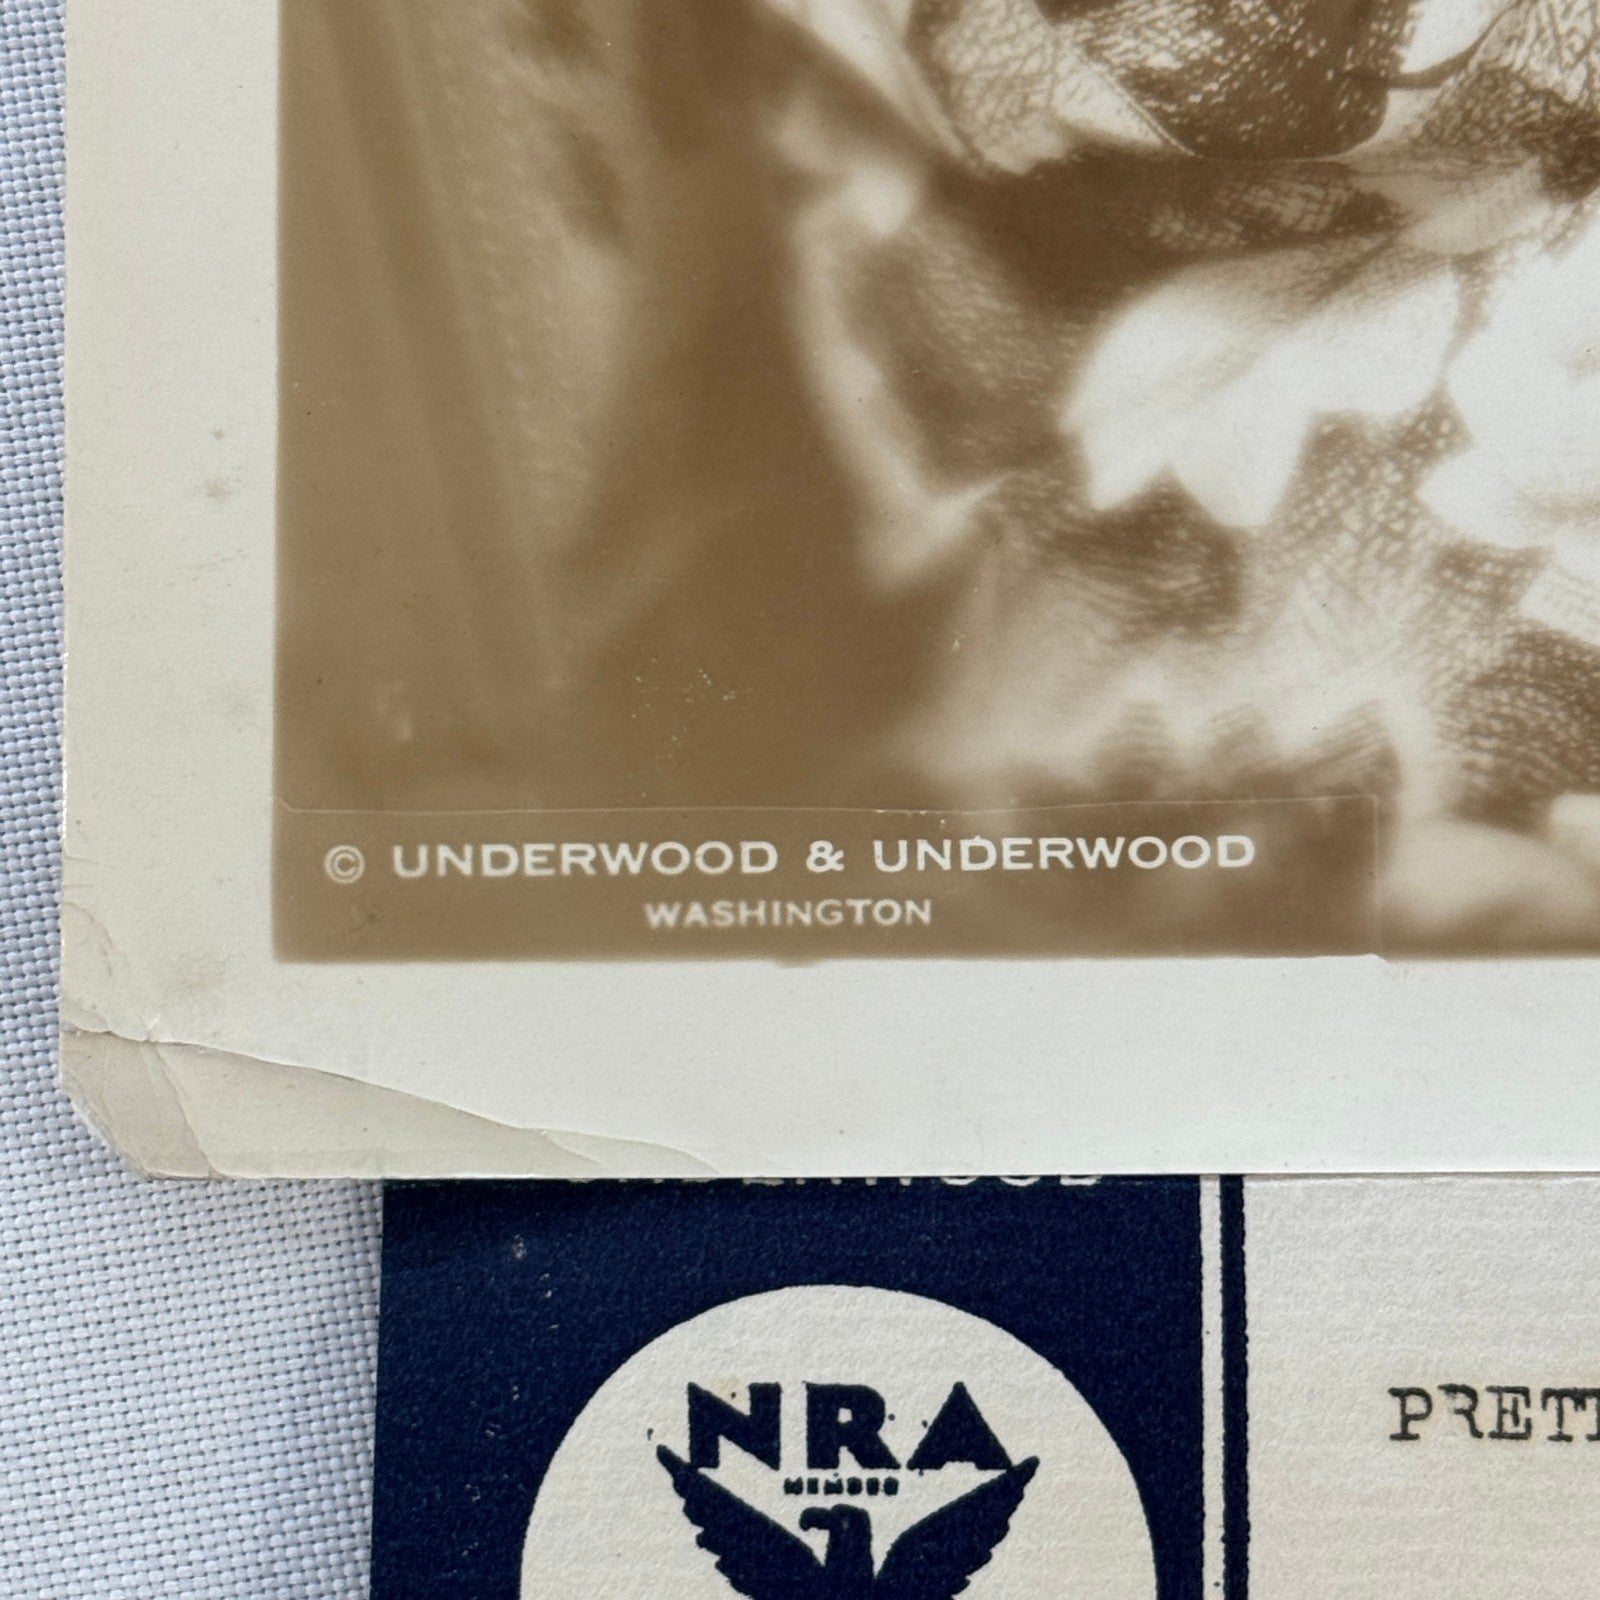 © UNDERWOOD & UNDERWOOD
WASHINGTON
NRA
MEMBER